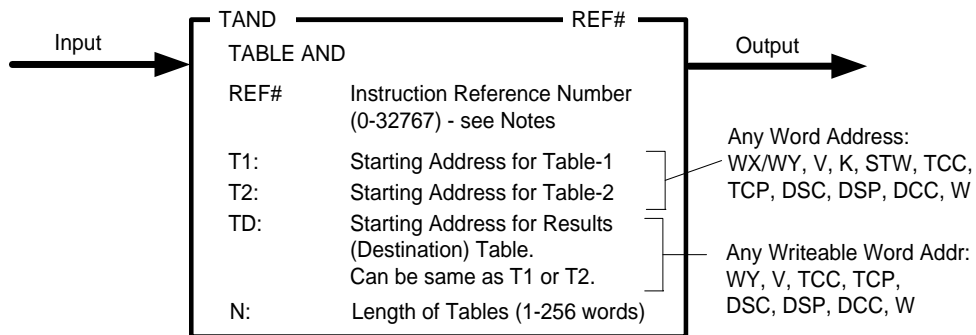 TAND REF#
Input
Output
TABLE AND
REF# Instruction Reference Number
(0-32767) - see Notes
T1: Starting Address for Table-1
T2: Starting Address for Table-2
TD: Starting Address for Results
(Destination) Table.
Can be same as T1 or T2.
N: Length of Tables (1-256 words)
Any Word Address:
WX/WY, V, K, STW, TCC,
TCP, DSC, DSP, DCC, W
Any Writeable Word Addr:
WY, V, TCC, TCP,
DSC, DSP, DCC, W